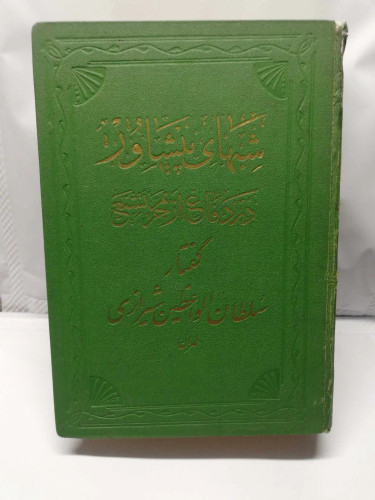 شبهای پیشاور
در دفاع از حریم تشیع
گفتار
سلطان الواعظین شیرازی